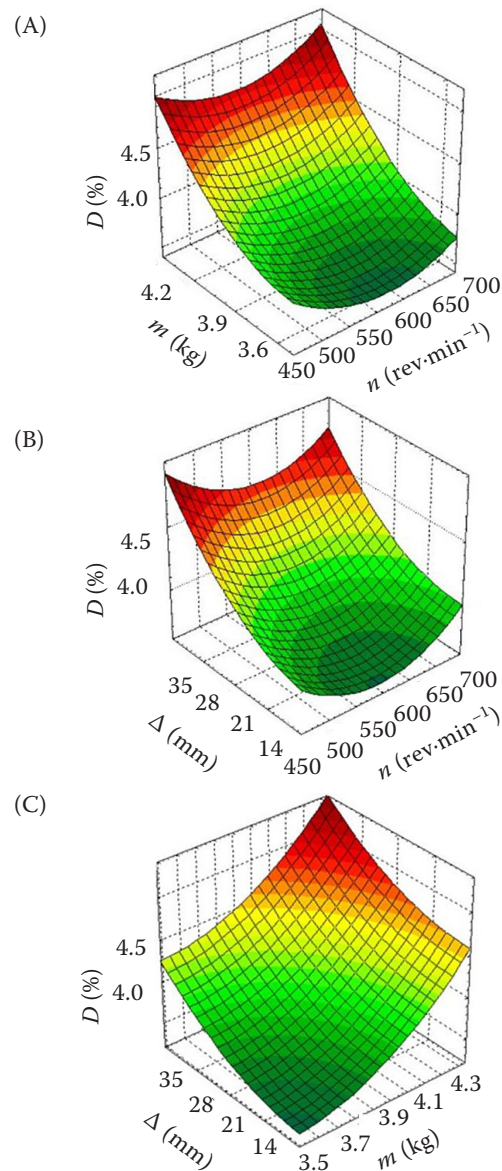 (A)
4.5
4.0
D (%)
4.2
3.9
3.6
m (kg)
450 500 550 600 650 700
n (rev·min⁻¹)
(B)
4.5
4.0
D (%)
35
28
21
14
Δ (mm)
450 500 550 600 650 700
n (rev·min⁻¹)
(C)
4.5
4.0
D (%)
35
28
21
14
Δ (mm)
3.5 3.7 3.9 4.1 4.3
m (kg)